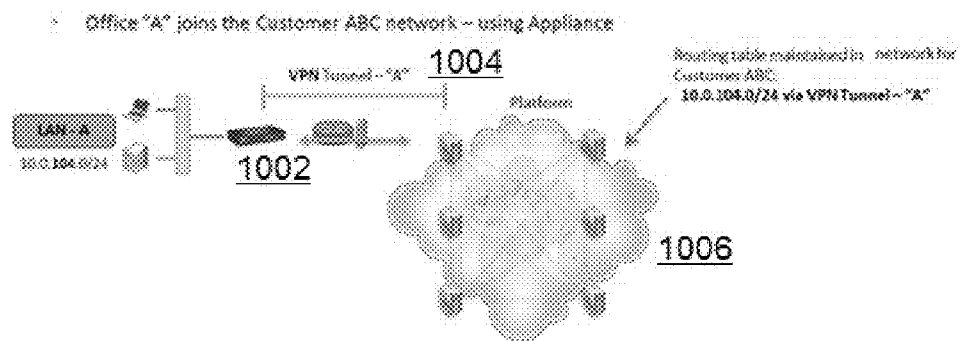 Office "A" joins the Customer ABC network – using Appliance
1004
VPN Tunnel – "A"
Platform
Routing table maintained in network for
Customer ABC:
10.0.104.0/24 via VPN Tunnel – "A"
LAN - A
10.0.104.0/24
1002
1006